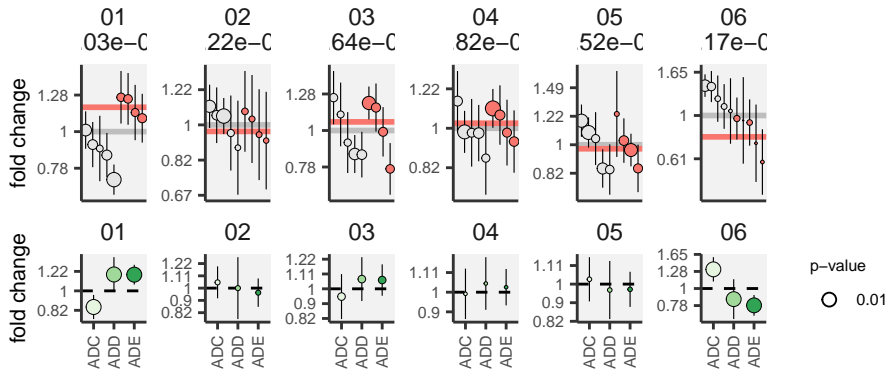 01 02 03 04 05 06
.03e−0 .22e−0 .64e−0 .82e−0 .52e−0 .17e−0
fold change
1.28 1 0.78
1.22 1 0.82 0.67
1.28 1 0.78
1.22 1 0.82
1.49 1.22 1 0.82
1.65 1 0.61
01 02 03 04 05 06
fold change
1.22 1 0.82
1.22 1.11 1 0.9 0.82
1.22 1.11 1 0.9 0.82
1.11 1 0.9
1.11 1 0.9 0.82
1.65 1.28 1 0.78
ADC ADD ADE ADC ADD ADE ADC ADD ADE ADC ADD ADE ADC ADD ADE ADC ADD ADE
p−value
0.01